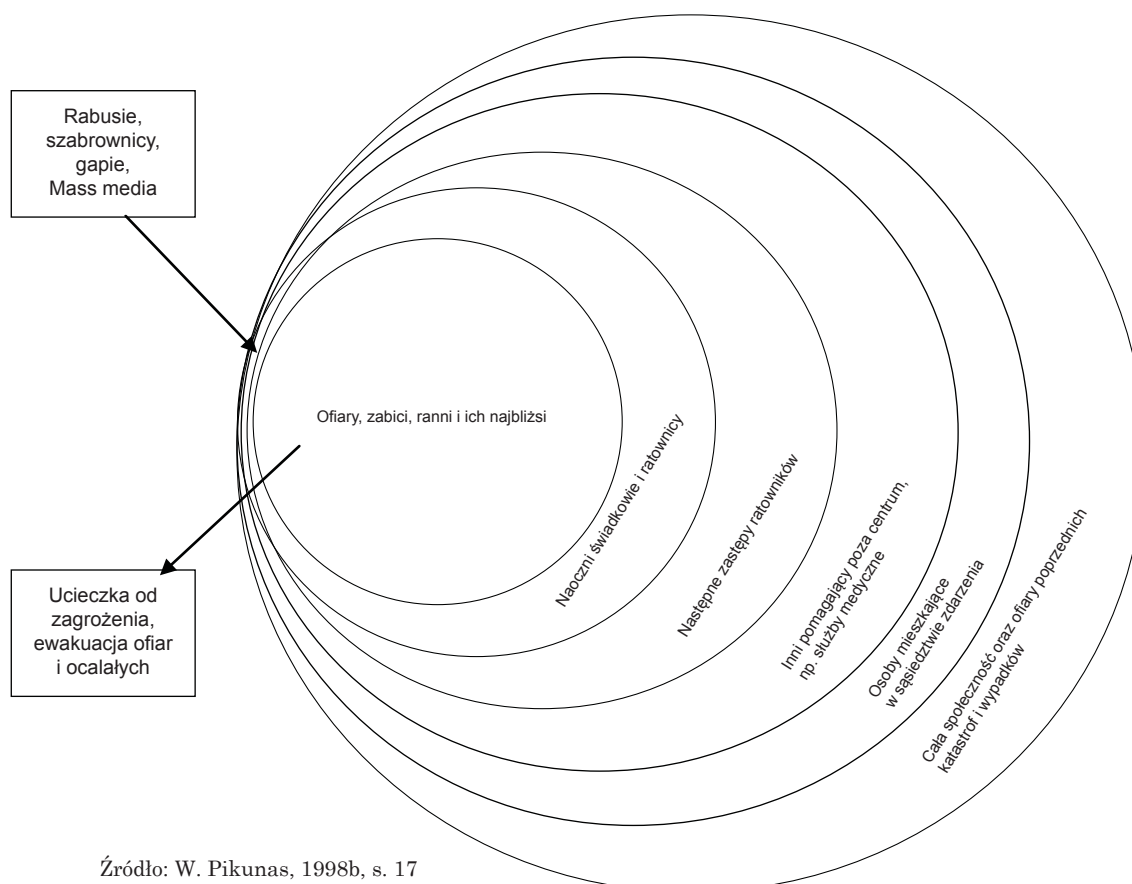 Rabusie,
szabrownicy,
gapie,
Mass media
Ofiary, zabici, ranni i ich najbliżsi
Naoczni świadkowie i ratownicy
Następne zastępy ratowników
Inni pomagający poza centrum,
np. służby medyczne
Osoby mieszkające
w sąsiedztwie zdarzenia
Cała społeczność oraz ofiary poprzednich
katastrof i wypadków
Ucieczka od
zagrożenia,
ewakuacja ofiar
i ocalałych
Źródło: W. Pikunas, 1998b, s. 17